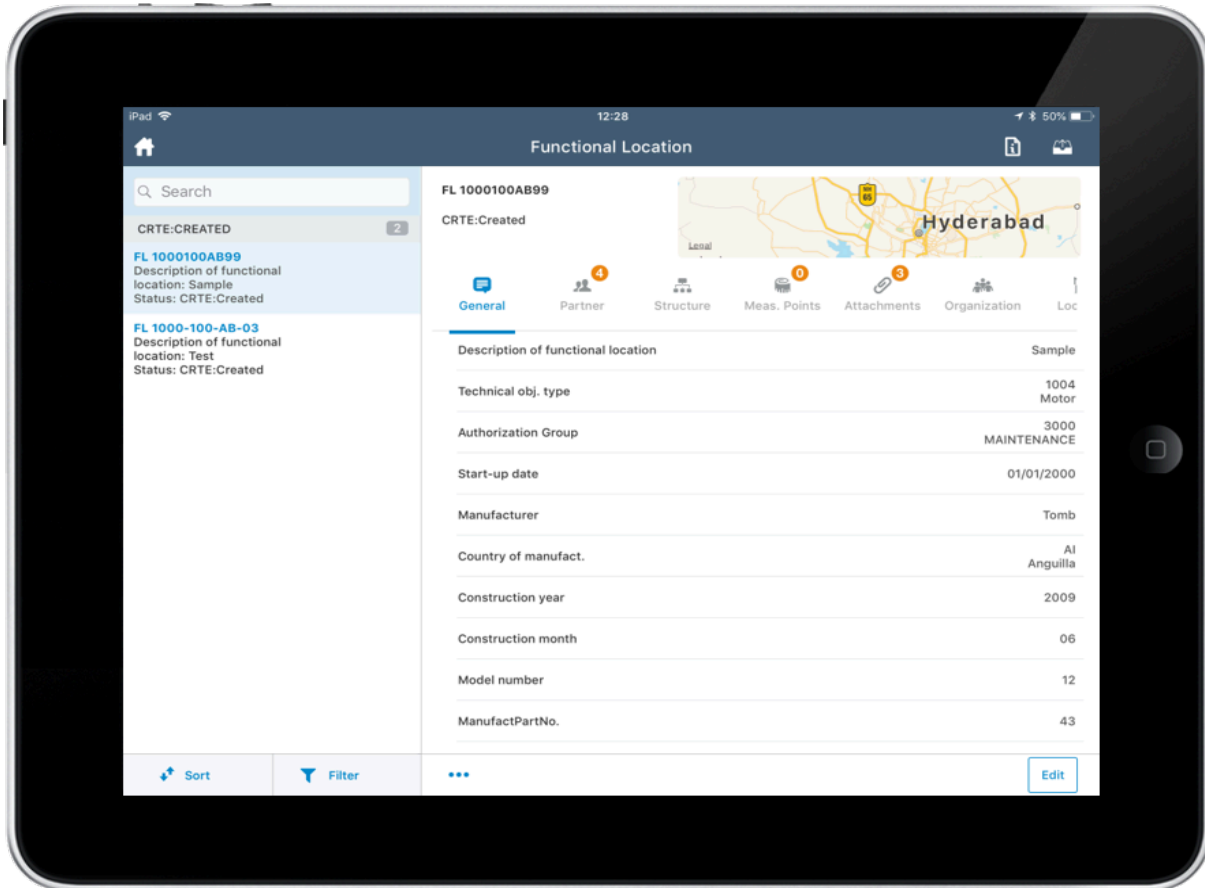 iPad 12:28 50%
Functional Location
Search
CRTE:CREATED 2
FL 1000100AB99
Description of functional
location: Sample
Status: CRTE:Created
FL 1000-100-AB-03
Description of functional
location: Test
Status: CRTE:Created
Sort Filter
FL 1000100AB99
CRTE:Created
65
Hyderabad
Legal
4 0 3
General Partner Structure Meas. Points Attachments Organization Loc
Description of functional location Sample
Technical obj. type 1004
Motor
Authorization Group 3000
MAINTENANCE
Start-up date 01/01/2000
Manufacturer Tomb
Country of manufact. AI
Anguilla
Construction year 2009
Construction month 06
Model number 12
ManufactPartNo. 43
Edit